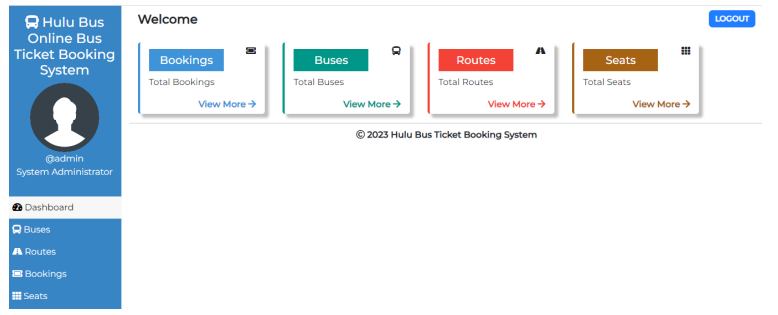 Hulu Bus
Online Bus
Ticket Booking
System
@admin
System Administrator
Dashboard
Buses
Routes
Bookings
Seats
Welcome
LOGOUT
Bookings
Total Bookings
View More
Buses
Total Buses
View More
Routes
Total Routes
View More
Seats
Total Seats
View More
© 2023 Hulu Bus Ticket Booking System